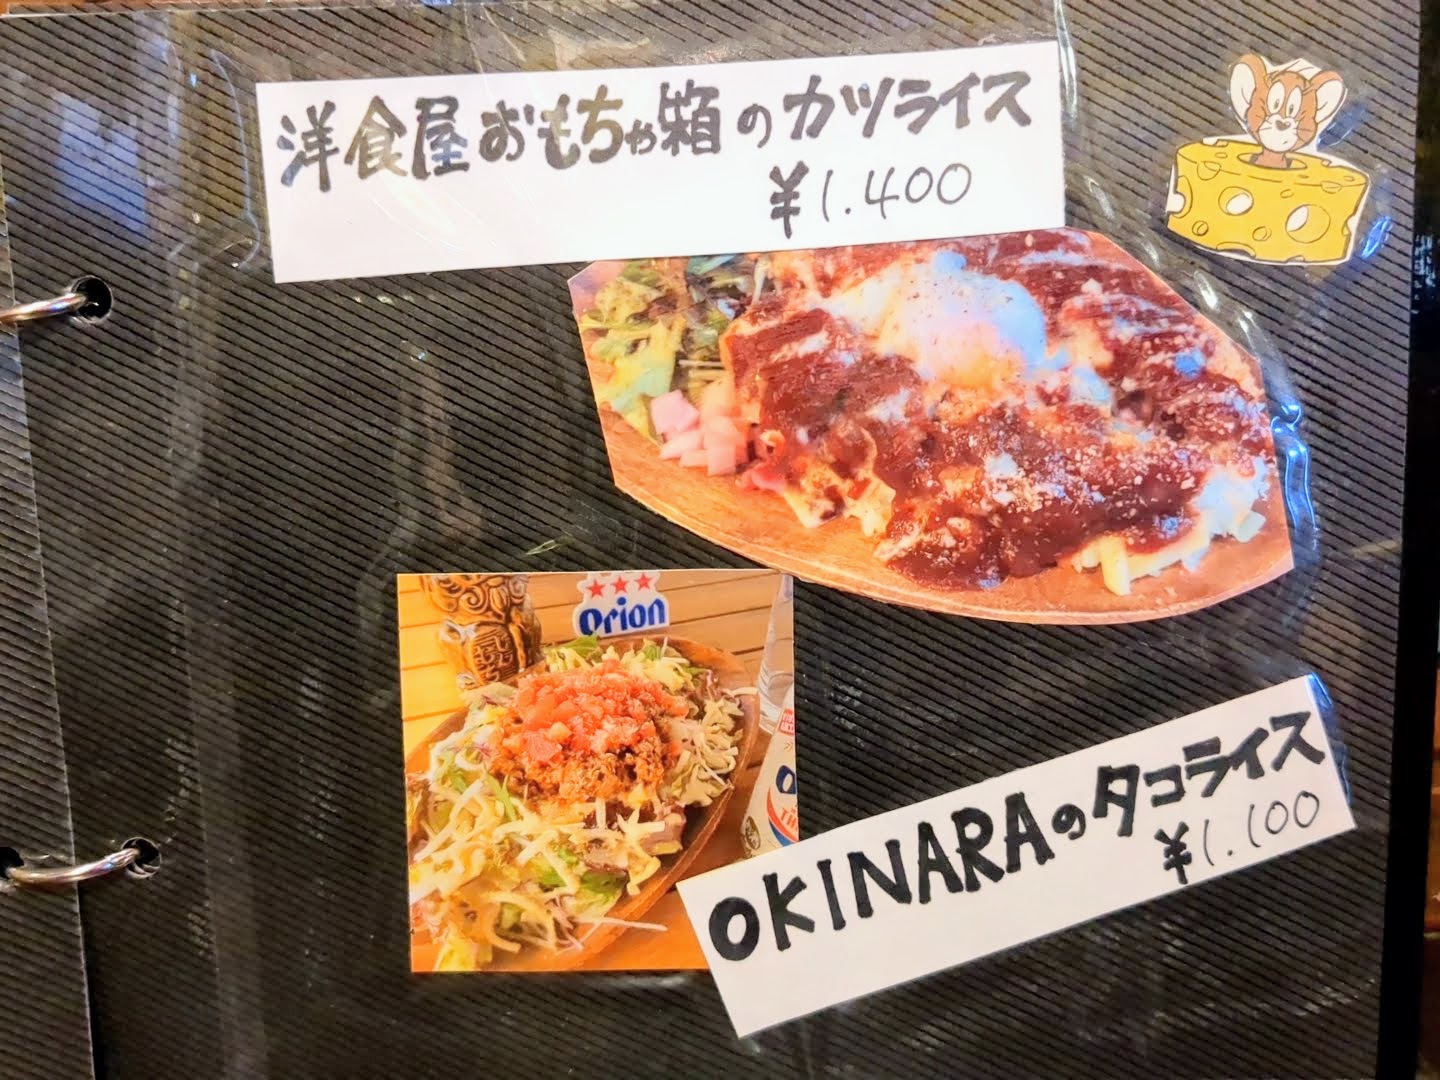 洋食屋おもちゃ箱のカツライス
¥1.400
Orion
OKINARAのタコライス
¥1.100